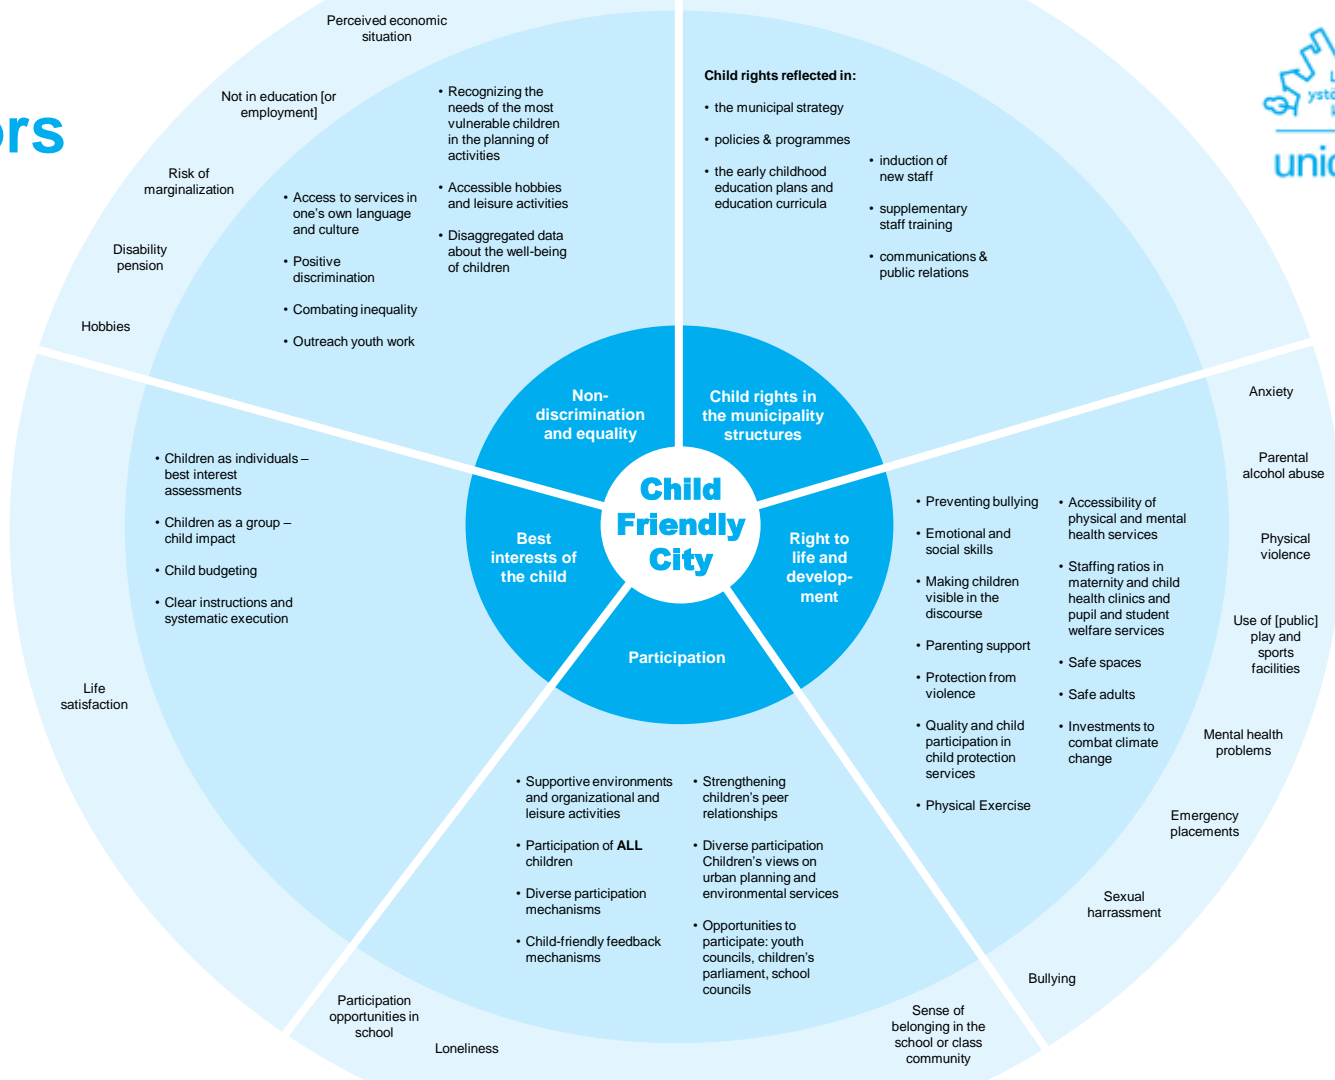 ors
Perceived economic
situation
Not in education [or
employment]
Risk of
marginalization
Disability
pension
Hobbies
• Recognizing the
needs of the most
vulnerable children
in the planning of
activities
• Accessible hobbies
and leisure activities
• Disaggregated data
about the well-being
of children
• Access to services in
one's own language
and culture
• Positive
discrimination
• Combating inequality
• Outreach youth work
Non-
discrimination
and equality
Child rights reflected in:
• the municipal strategy
• policies & programmes
• the early childhood
education plans and
education curricula
• induction of
new staff
• supplementary
staff training
• communications &
public relations
Child rights in
the municipality
structures
Child
Friendly
City
Best
interests of
the child
• Children as individuals –
best interest
assessments
• Children as a group –
child impact
• Child budgeting
• Clear instructions and
systematic execution
Life
satisfaction
Right to
life and
develop-
ment
• Preventing bullying
• Emotional and
social skills
• Making children
visible in the
discourse
• Parenting support
• Protection from
violence
• Quality and child
participation in
child protection
services
• Physical Exercise
• Accessibility of
physical and mental
health services
• Staffing ratios in
maternity and child
health clinics and
pupil and student
welfare services
• Safe spaces
• Safe adults
• Investments to
combat climate
change
Anxiety
Parental
alcohol abuse
Physical
violence
Use of [public]
play and
sports
facilities
Mental health
problems
Emergency
placements
Sexual
harrassment
Bullying
Participation
• Supportive environments
and organizational and
leisure activities
• Participation of ALL
children
• Diverse participation
mechanisms
• Child-friendly feedback
mechanisms
• Strengthening
children's peer
relationships
• Diverse participation
Children's views on
urban planning and
environmental services
• Opportunities to
participate: youth
councils, children's
parliament, school
councils
Participation
opportunities in
school
Loneliness
Sense of
belonging in the
school or class
community